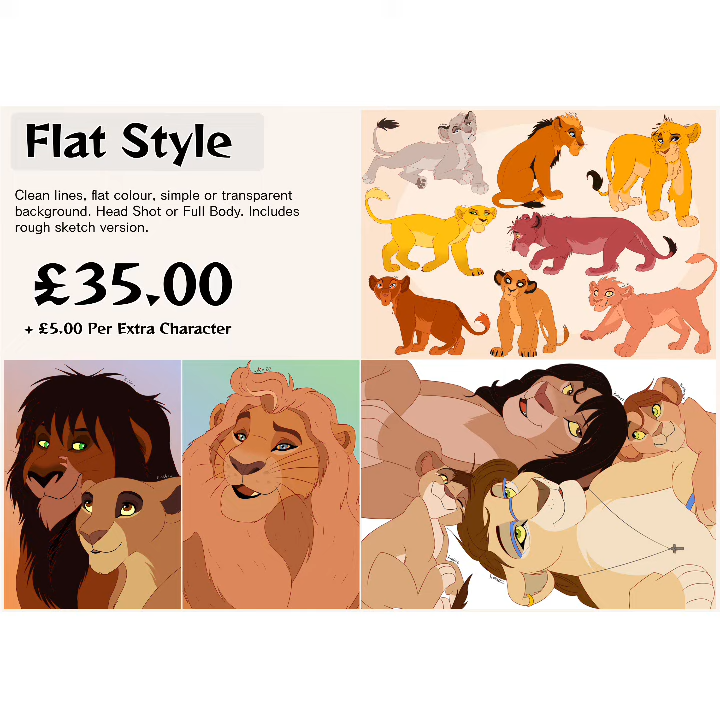 Flat Style
Clean lines, flat colour, simple or transparent
background. Head Shot or Full Body. Includes
rough sketch version.
£35.00
+ £5.00 Per Extra Character